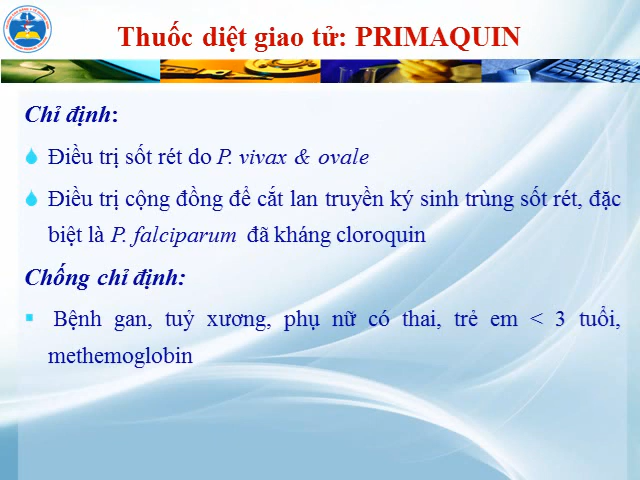 Thuốc diệt giao tử: PRIMAQUIN
Chỉ định:
Điều trị sốt rét do P. vivax & ovale
Điều trị cộng đồng để cắt lan truyền ký sinh trùng sốt rét, đặc
biệt là P. falciparum đã kháng cloroquin
Chống chỉ định:
Bệnh gan, tuỷ xương, phụ nữ có thai, trẻ em < 3 tuổi,
methemoglobin